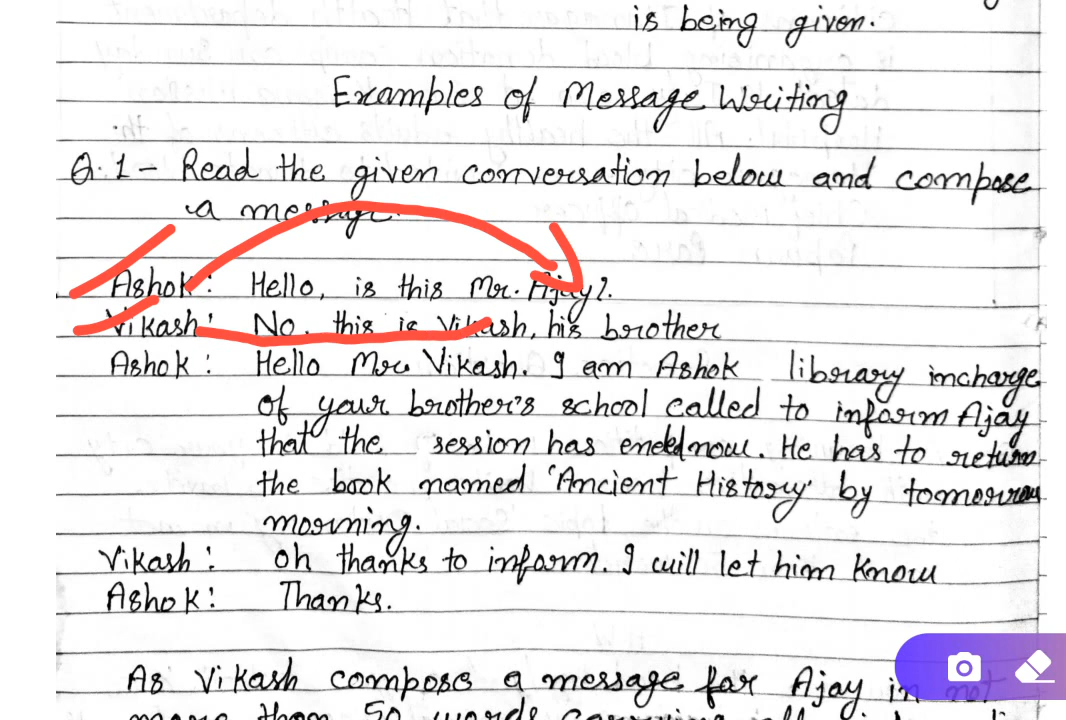 is being given.
Examples of Message Writing
Q.1- Read the given conversation below and compose
a message.
Ashok: Hello, is this Mr. Ajay?.
Vikash: No. this is Vikash, his brother
Ashok: Hello Mr. Vikash. I am Ashok library incharge
of your brother's school called to inform Ajay
that the session has ended now. He has to return
the book named 'Ancient History' by tomorrow
morning.
Vikash: oh thanks to inform. I will let him know
Ashok: Thanks.
As Vikash compose a message for Ajay in not
more than 50 words